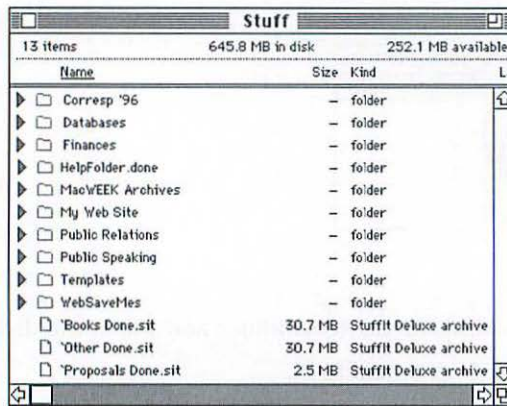 Stuff
13 items 645.8 MB in disk 252.1 MB available
Name Size Kind L
Corresp '96 – folder
Databases – folder
Finances – folder
HelpFolder.done – folder
MacWEEK Archives – folder
My Web Site – folder
Public Relations – folder
Public Speaking – folder
Templates – folder
WebSaveMes – folder
`Books Done.sit 30.7 MB StuffIt Deluxe archive
`Other Done.sit 30.7 MB StuffIt Deluxe archive
`Proposals Done.sit 2.5 MB StuffIt Deluxe archive